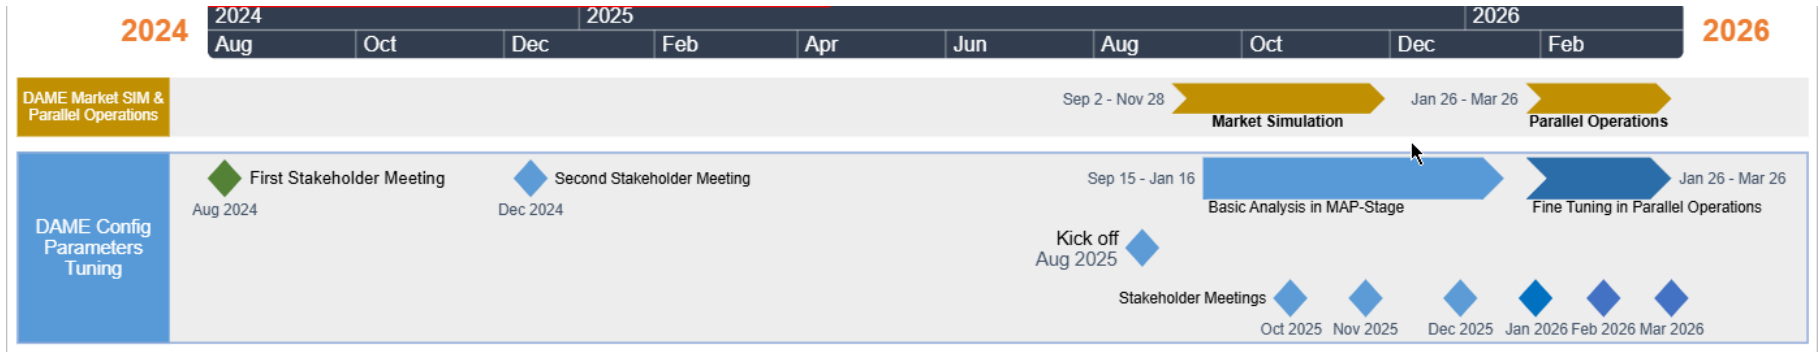 2024
2024 2025 2026
Aug Oct Dec Feb Apr Jun Aug Oct Dec Feb
2026
DAME Market SIM &
Parallel Operations
Sep 2 - Nov 28
Market Simulation
Jan 26 - Mar 26
Parallel Operations
DAME Config
Parameters
Tuning
First Stakeholder Meeting
Aug 2024
Second Stakeholder Meeting
Dec 2024
Sep 15 - Jan 16
Basic Analysis in MAP-Stage
Jan 26 - Mar 26
Fine Tuning in Parallel Operations
Kick off
Aug 2025
Stakeholder Meetings
Oct 2025 Nov 2025 Dec 2025 Jan 2026 Feb 2026 Mar 2026